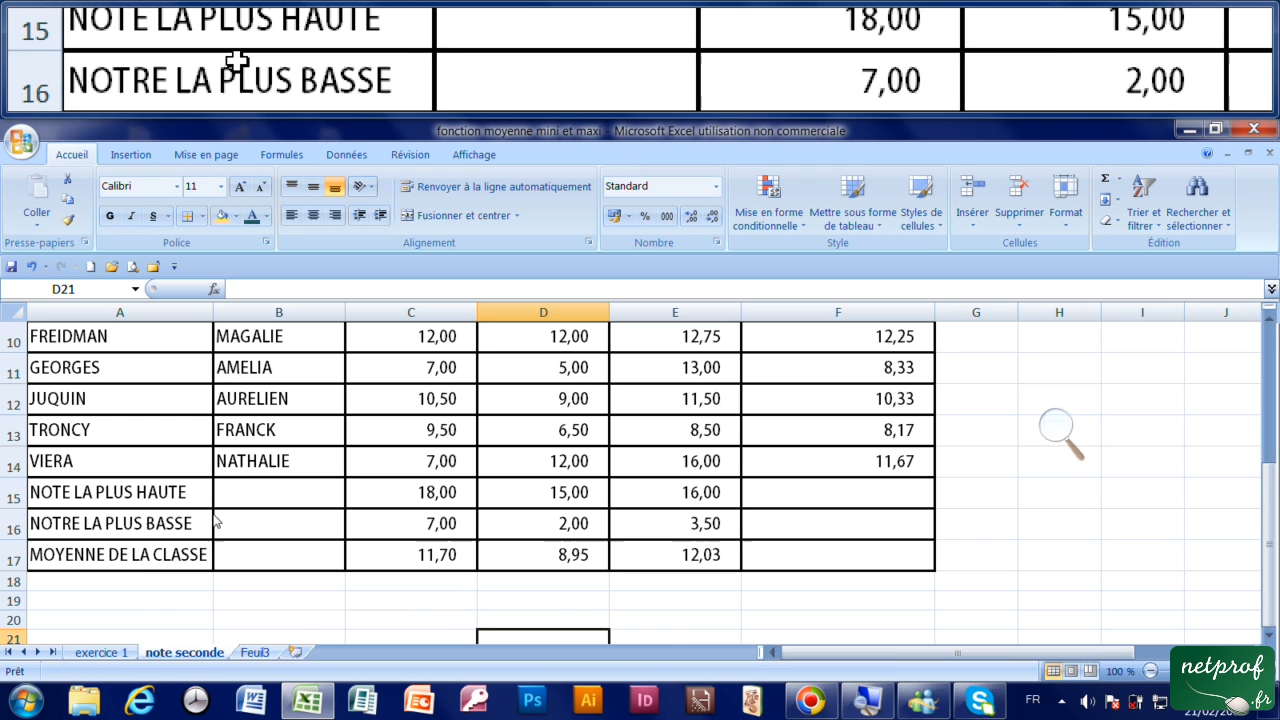 15 NOTE LA PLUS HAUTE 18,00 15,00
16 NOTRE LA PLUS BASSE 7,00 2,00
fonction moyenne mini et maxi - Microsoft Excel utilisation non commerciale
Accueil Insertion Mise en page Formules Données Révision Affichage
Coller
Presse-papiers
Calibri 11
G I S
Police
Renvoyer à la ligne automatiquement
Fusionner et centrer
Alignement
Standard
% 000
Nombre
Mise en forme conditionnelle
Mettre sous forme de tableau
Styles de cellules
Style
Insérer Supprimer Format
Cellules
Σ
Trier et filtrer
Rechercher et sélectionner
Édition
D21 fx
A B C D E F G H I J
10 FREIDMAN MAGALIE 12,00 12,00 12,75 12,25
11 GEORGES AMELIA 7,00 5,00 13,00 8,33
12 JUQUIN AURELIEN 10,50 9,00 11,50 10,33
13 TRONCY FRANCK 9,50 6,50 8,50 8,17
14 VIERA NATHALIE 7,00 12,00 16,00 11,67
15 NOTE LA PLUS HAUTE 18,00 15,00 16,00
16 NOTRE LA PLUS BASSE 7,00 2,00 3,50
17 MOYENNE DE LA CLASSE 11,70 8,95 12,03
18
19
20
21
exercice 1 note seconde Feuil3
Prêt 100 %
Ps Ai Id
FR
netprof.fr